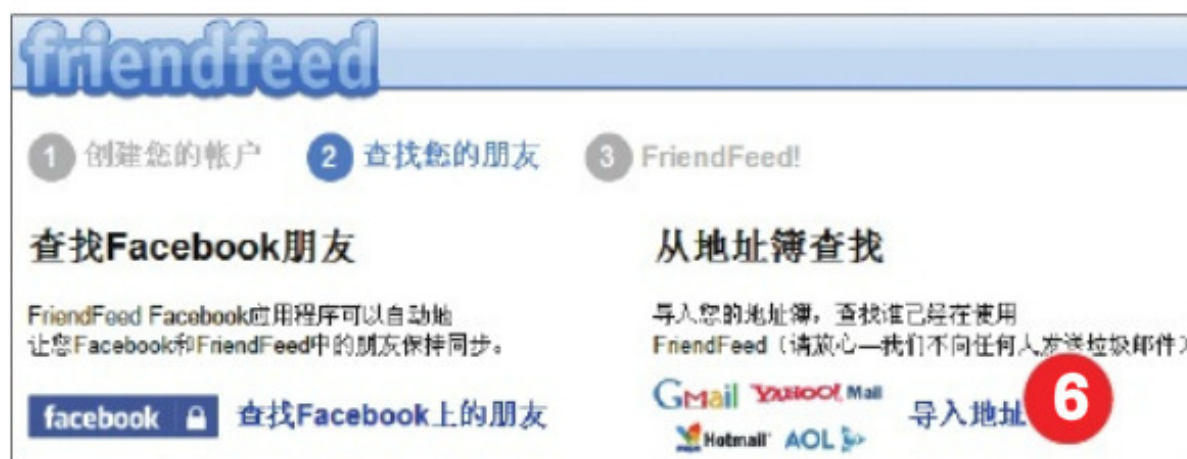 friendfeed
1 创建您的帐户 2 查找您的朋友 3 FriendFeed!
查找Facebook朋友
FriendFeed Facebook应用程序可以自动地
让您Facebook和FriendFeed中的朋友保持同步。
facebook 查找Facebook上的朋友
从地址簿查找
导入您的地址簿，查找谁已经在使用
FriendFeed（请放心—我们不向任何人发送垃圾邮件）
Gmail YAHOO! Mail
Hotmail AOL
导入地址
6